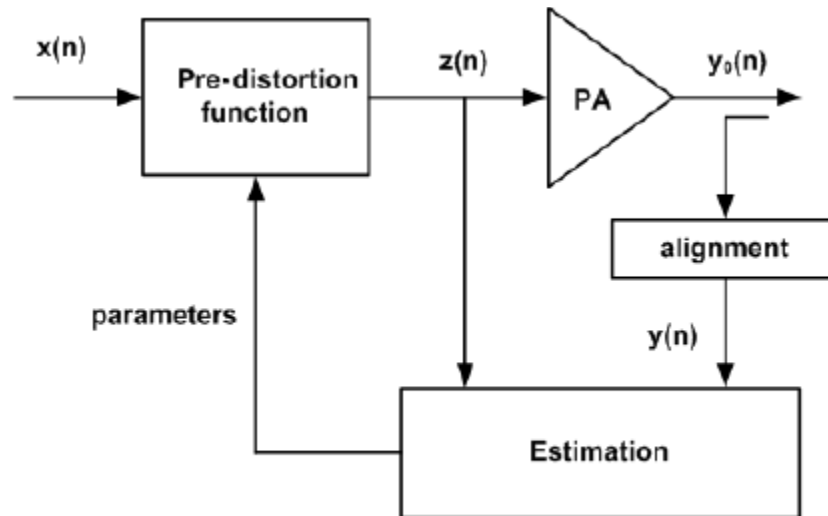 x(n)
Pre-distortion
function
z(n)
PA
y₀(n)
alignment
parameters
y(n)
Estimation